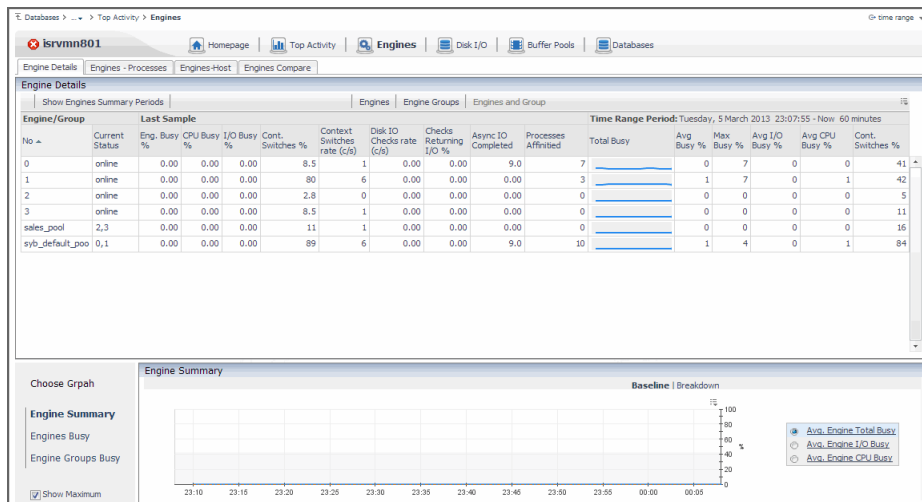 Databases > ... > Top Activity > Engines time range
isrvmn801 Homepage Top Activity Engines Disk I/O Buffer Pools Databases
Engine Details Engines - Processes Engines-Host Engines Compare
Engine Details
Show Engines Summary Periods Engines Engine Groups Engines and Group
Engine/Group Last Sample Time Range Period: Tuesday, 5 March 2013 23:07:55 - Now 60 minutes
No Current Status Eng. Busy % CPU Busy % I/O Busy % Cont. Switches % Context Switches rate (c/s) Disk IO Checks rate (c/s) Checks Returning I/O % Async IO Completed Processes Affinitied Total Busy Avg Busy % Max Busy % Avg I/O Busy % Avg CPU Busy % Cont. Switches %
0 online 0.00 0.00 0.00 8.5 1 0.00 0.00 9.0 7 0 7 0 0 41
1 online 0.00 0.00 0.00 80 6 0.00 0.00 0.00 3 1 7 0 1 42
2 online 0.00 0.00 0.00 2.8 0 0.00 0.00 0.00 0 0 0 0 0 5
3 online 0.00 0.00 0.00 8.5 1 0.00 0.00 0.00 0 0 0 0 0 11
sales_pool 2,3 0.00 0.00 0.00 11 1 0.00 0.00 0.00 0 0 0 0 0 16
syb_default_poo 0,1 0.00 0.00 0.00 89 6 0.00 0.00 9.0 10 1 4 0 1 84
Engine Summary
Choose Grpah
Baseline | Breakdown
Engine Summary
Engines Busy
Engine Groups Busy
Show Maximum
100
80
60
40
20
0
%
Avg. Engine Total Busy
Avg. Engine I/O Busy
Avg. Engine CPU Busy
23:10 23:15 23:20 23:25 23:30 23:35 23:40 23:45 23:50 23:55 00:00 00:05